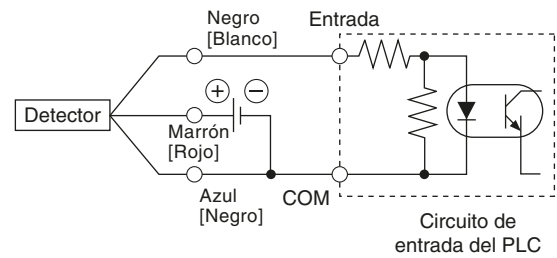 Negro
[Blanco]
Entrada
Detector
+
−
Marrón
[Rojo]
Azul
[Negro]
COM
Circuito de
entrada del PLC